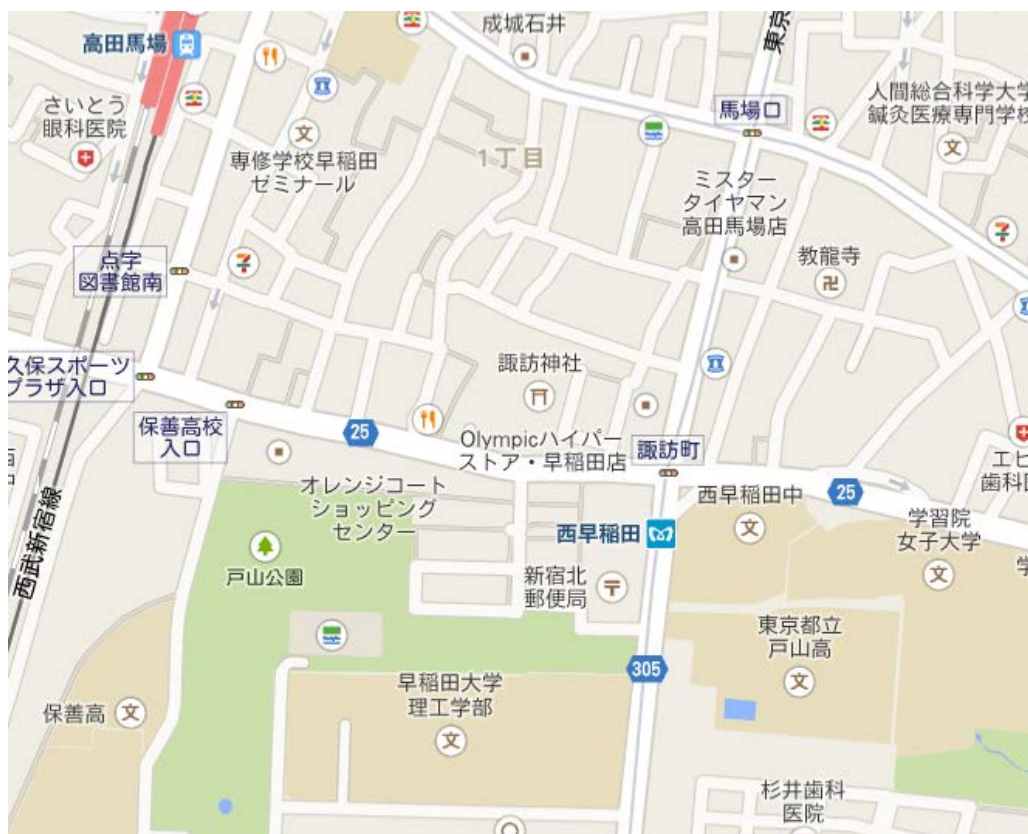 高田馬場
成城石井
東京
さいとう
眼科医院
専修学校早稲田
ゼミナール
1丁目
馬場口
人間総合科学大学
鍼灸医療専門学校
ミスター
タイヤマン
高田馬場店
点字
図書館南
教龍寺
久保スポーツ
プラザ入口
諏訪神社
保善高校
入口
25
Olympicハイパー
ストア・早稲田店
諏訪町
オレンジコート
ショッピング
センター
西早稲田中
25
エビ
歯科医
学習院
女子大学
西早稲田
西武新宿線
戸山公園
新宿北
郵便局
東京都立
戸山高
305
早稲田大学
理工学部
保善高
杉井歯科
医院